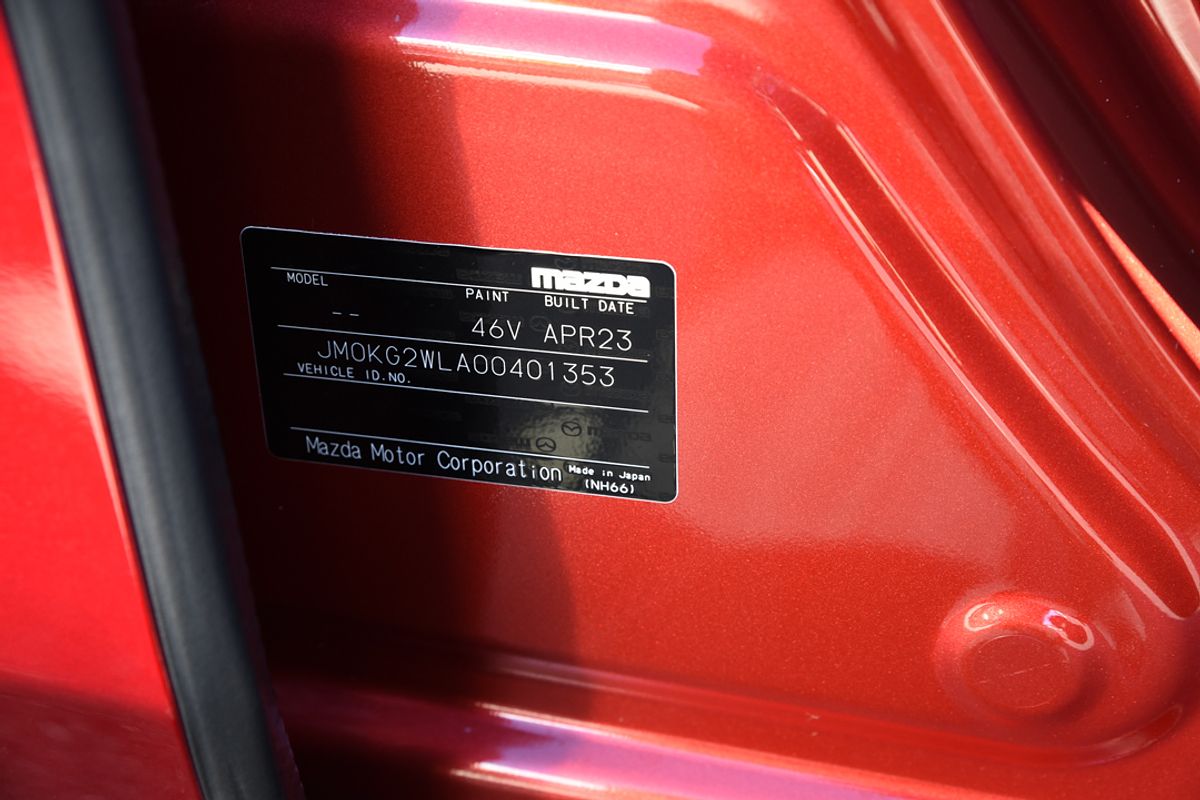 mazda
MODEL PAINT BUILT DATE
-- 46V APR23
JM0KG2WLA00401353
VEHICLE ID.NO.
Mazda Motor Corporation Made in Japan
(NH66)